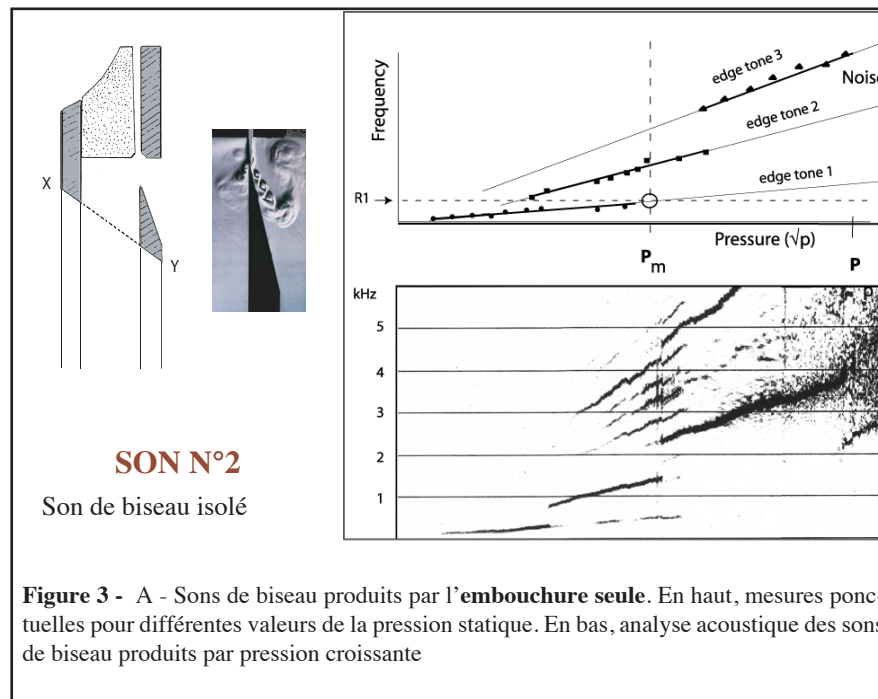 X
Y
SON N°2
Son de biseau isolé
Frequency
R1
edge tone 3
Noise
edge tone 2
edge tone 1
Pressure (√p)
Pm
P
kHz
p
5
4
3
2
1
Figure 3 - A - Sons de biseau produits par l'embouchure seule. En haut, mesures ponc-
tuelles pour différentes valeurs de la pression statique. En bas, analyse acoustique des sons
de biseau produits par pression croissante